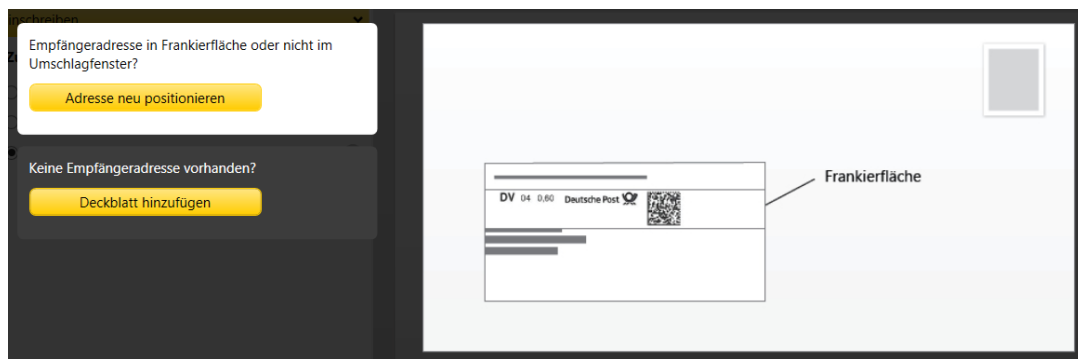 inschreiben
Empfängeradresse in Frankierfläche oder nicht im
Umschlagfenster?
Adresse neu positionieren
Keine Empfängeradresse vorhanden?
Deckblatt hinzufügen
DV 04 0,60 Deutsche Post
Frankierfläche